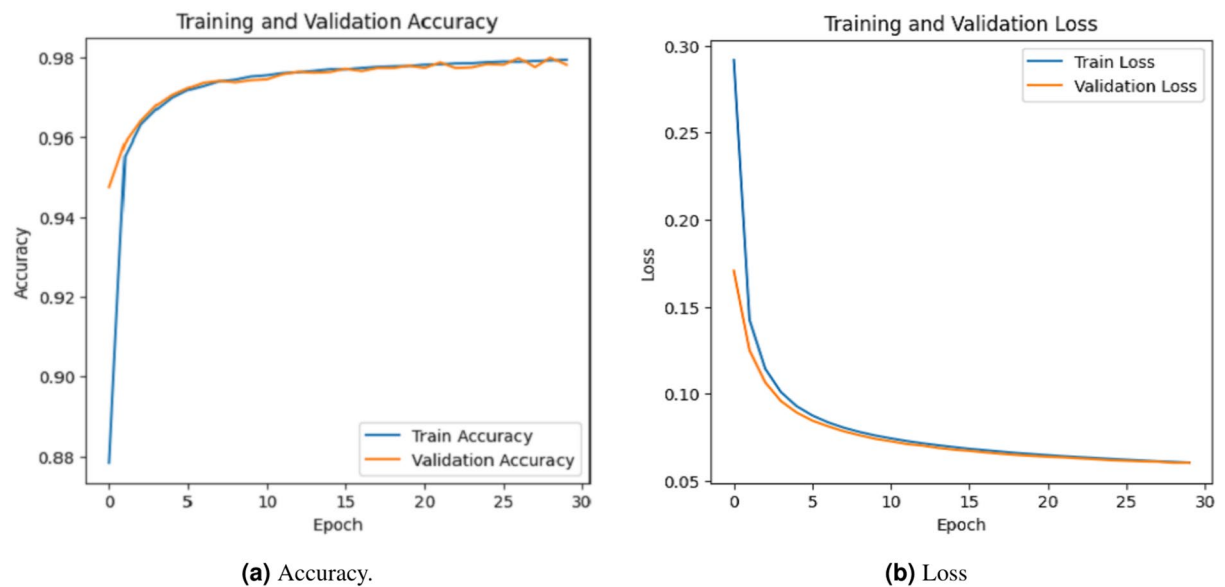 Training and Validation Accuracy
0.98
0.96
0.94
0.92
0.90
0.88
Accuracy
Train Accuracy
Validation Accuracy
0 5 10 15 20 25 30
Epoch
(a) Accuracy.
Training and Validation Loss
0.30
0.25
0.20
0.15
0.10
0.05
Loss
Train Loss
Validation Loss
0 5 10 15 20 25 30
Epoch
(b) Loss